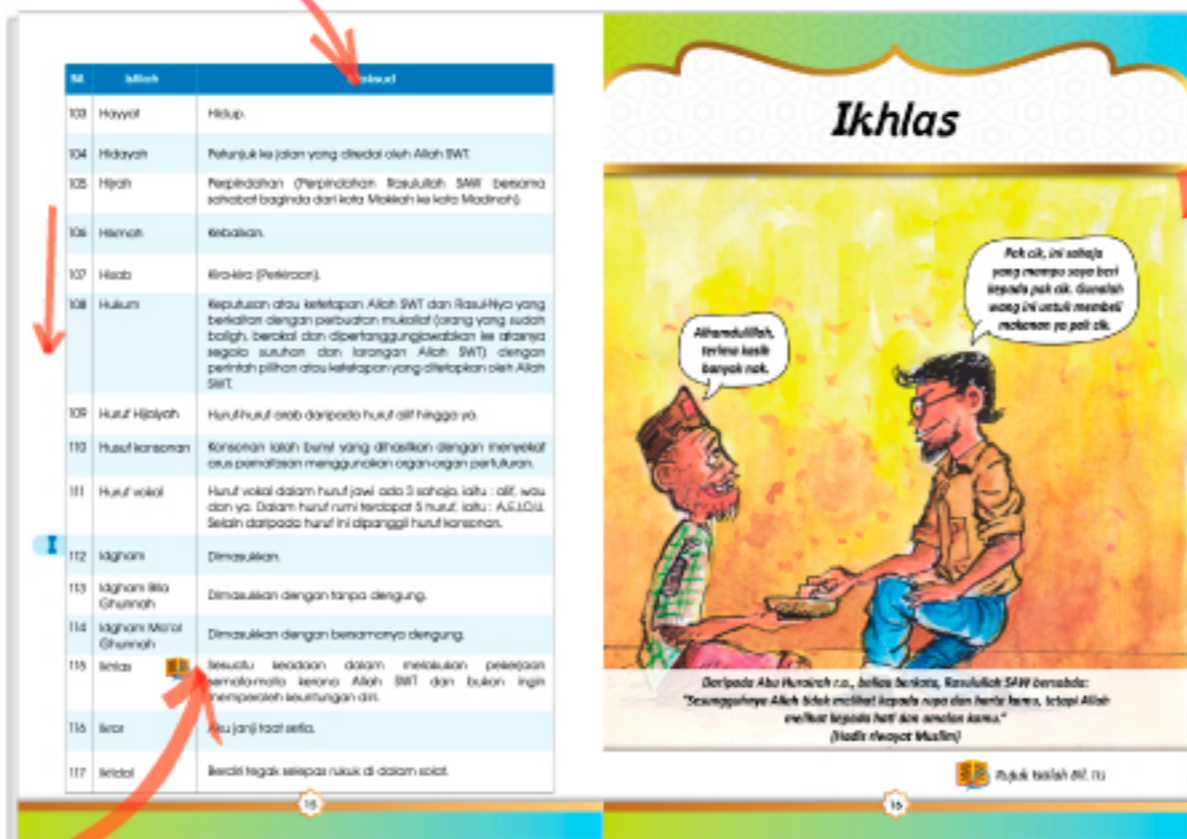 Bil. Istilah Maksud
103 Hayyat Hidup.
104 Hidayah Petunjuk ke jalan yang diredai oleh Allah SWT.
105 Hijrah Perpindahan (Perpindahan Rasulullah SAW bersama
sahabat baginda dari kota Makkah ke kota Madinah).
106 Hikmah Kebaikan.
107 Hisab Kira-kira (Perkiraan).
108 Hukum Keputusan atau ketetapan Allah SWT dan Rasul-Nya yang
berkaitan dengan perbuatan mukallaf (orang yang sudah
baligh, berakal dan dipertanggungjawabkan ke atasnya
segala suruhan dan larangan Allah SWT) dengan
perintah pilihan atau ketetapan yang ditetapkan oleh Allah
SWT.
109 Huruf Hijaiyah Huruf-huruf arab daripada huruf alif hingga ya.
110 Huruf konsonan Konsonan ialah bunyi yang dihasilkan dengan menyekat
arus pernafasan menggunakan organ-organ pertuturan.
111 Huruf vokal Huruf vokal dalam huruf jawi ada 3 sahaja, iaitu : alif, wau
dan ya. Dalam huruf rumi terdapat 5 huruf, iaitu : A,E,I,O,U.
Selain daripada huruf ini dipanggil huruf konsonan.
I
112 Idgham Dimasukkan.
113 Idgham Bila Dimasukkan dengan tanpa dengung.
Ghunnah
114 Idgham Ma'al Dimasukkan dengan bersamanya dengung.
Ghunnah
115 Ikhlas Sesuatu keadaan dalam melakukan pekerjaan
semata-mata kerana Allah SWT dan bukan ingin
memperoleh keuntungan diri.
116 Ikrar Aku janji taat setia.
117 Iktidal Berdiri tegak selepas rukuk di dalam solat.
15
Ikhlas
Pak cik, ini sahaja
yang mampu saya beri
kepada pak cik. Gunalah
wang ini untuk membeli
makanan ya pak cik.
Alhamdulillah,
terima kasih
banyak nak.
Daripada Abu Hurairah r.a., beliau berkata, Rasulullah SAW bersabda:
"Sesungguhnya Allah tidak melihat kepada rupa dan harta kamu, tetapi Allah
melihat kepada hati dan amalan kamu."
(Hadis riwayat Muslim)
Rujuk Istilah Bil. 115
16